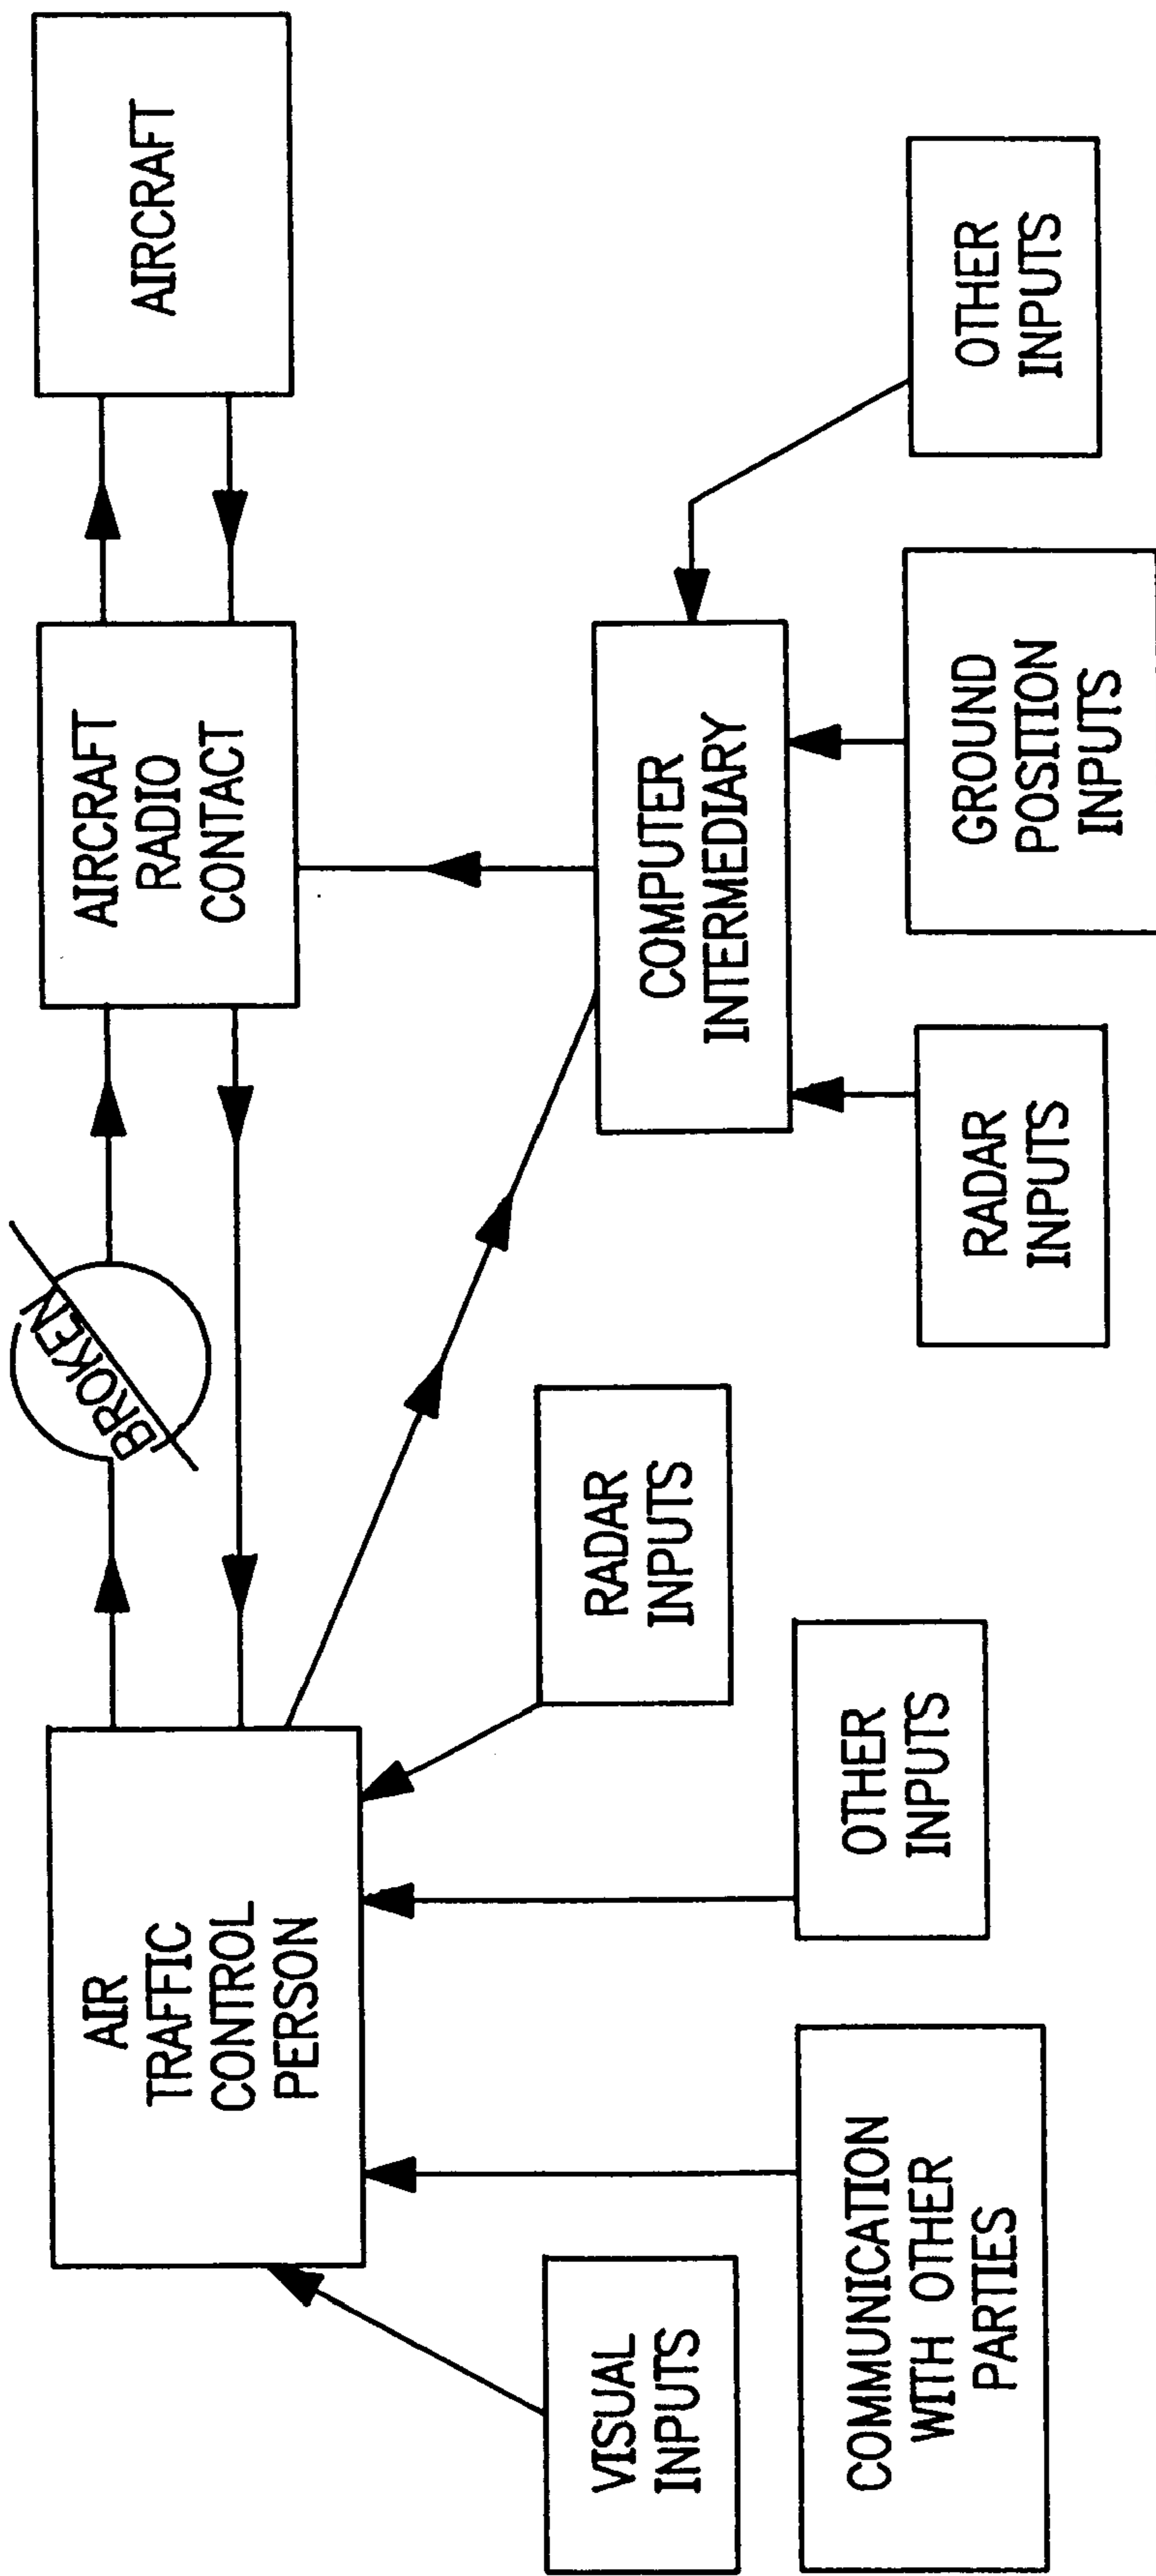 AIR
TRAFFIC
CONTROL
PERSON
BROKEN
AIRCRAFT
RADIO
CONTACT
AIRCRAFT
VISUAL
INPUTS
COMMUNICATION
WITH OTHER
PARTIES
OTHER
INPUTS
RADAR
INPUTS
COMPUTER
INTERMEDIARY
RADAR
INPUTS
GROUND
POSITION
INPUTS
OTHER
INPUTS